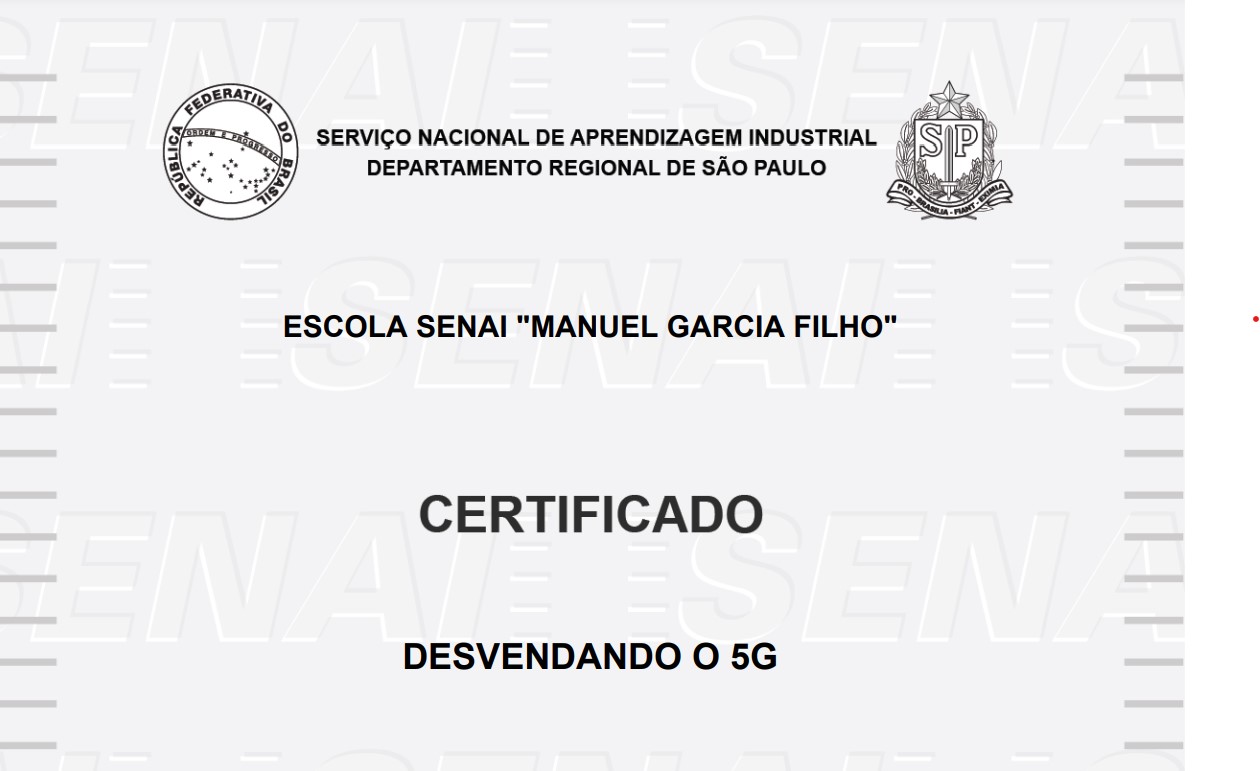 REPÚBLICA FEDERATIVA DO BRASIL
ORDEM E PROGRESSO
SERVIÇO NACIONAL DE APRENDIZAGEM INDUSTRIAL
DEPARTAMENTO REGIONAL DE SÃO PAULO
SP
PRO · BRASILIA · FIANT · EXIMIA
ESCOLA SENAI "MANUEL GARCIA FILHO"
CERTIFICADO
DESVENDANDO O 5G
SENAI